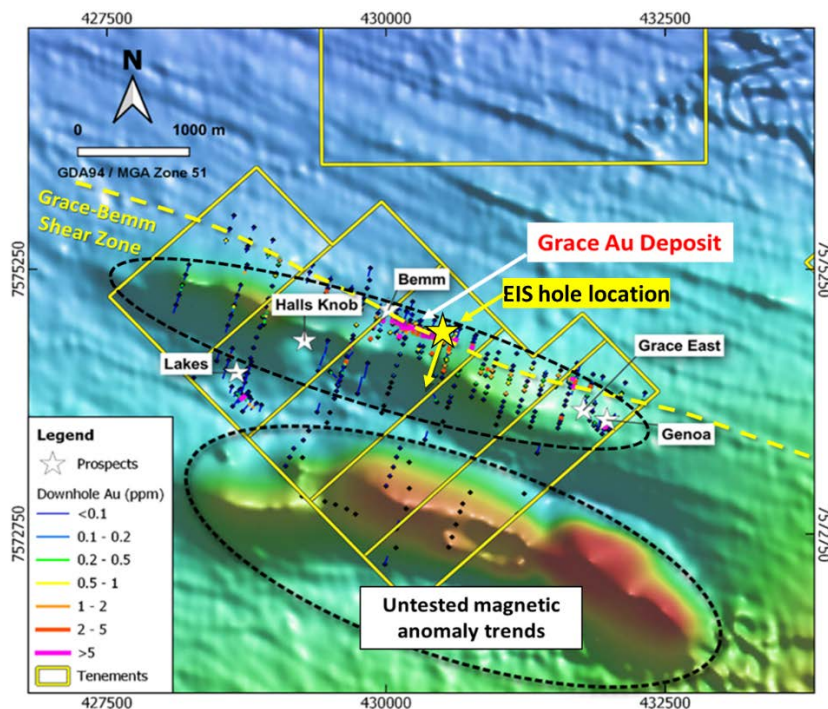 427500
430000
432500
N
0
1000 m
GDA94 / MGA Zone 51
Grace-Bemm
Shear Zone
7575250
7575250
Grace Au Deposit
Bemm
EIS hole location
Halls Knob
Lakes
Grace East
Genoa
Legend
Prospects
Downhole Au (ppm)
<0.1
0.1 - 0.2
0.2 - 0.5
0.5 - 1
1 - 2
2 - 5
>5
Tenements
7572750
7572750
Untested magnetic
anomaly trends
427500
430000
432500